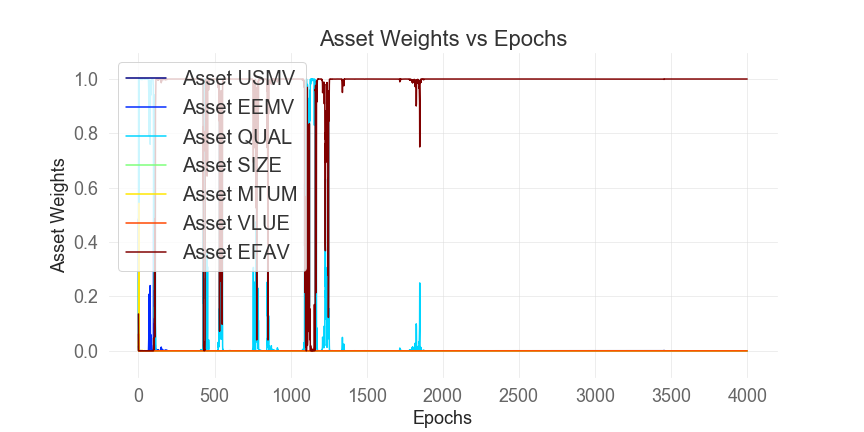 Asset Weights vs Epochs
Asset Weights
1.0
0.8
0.6
0.4
0.2
0.0
Asset USMV
Asset EEMV
Asset QUAL
Asset SIZE
Asset MTUM
Asset VLUE
Asset EFAV
0 500 1000 1500 2000 2500 3000 3500 4000
Epochs